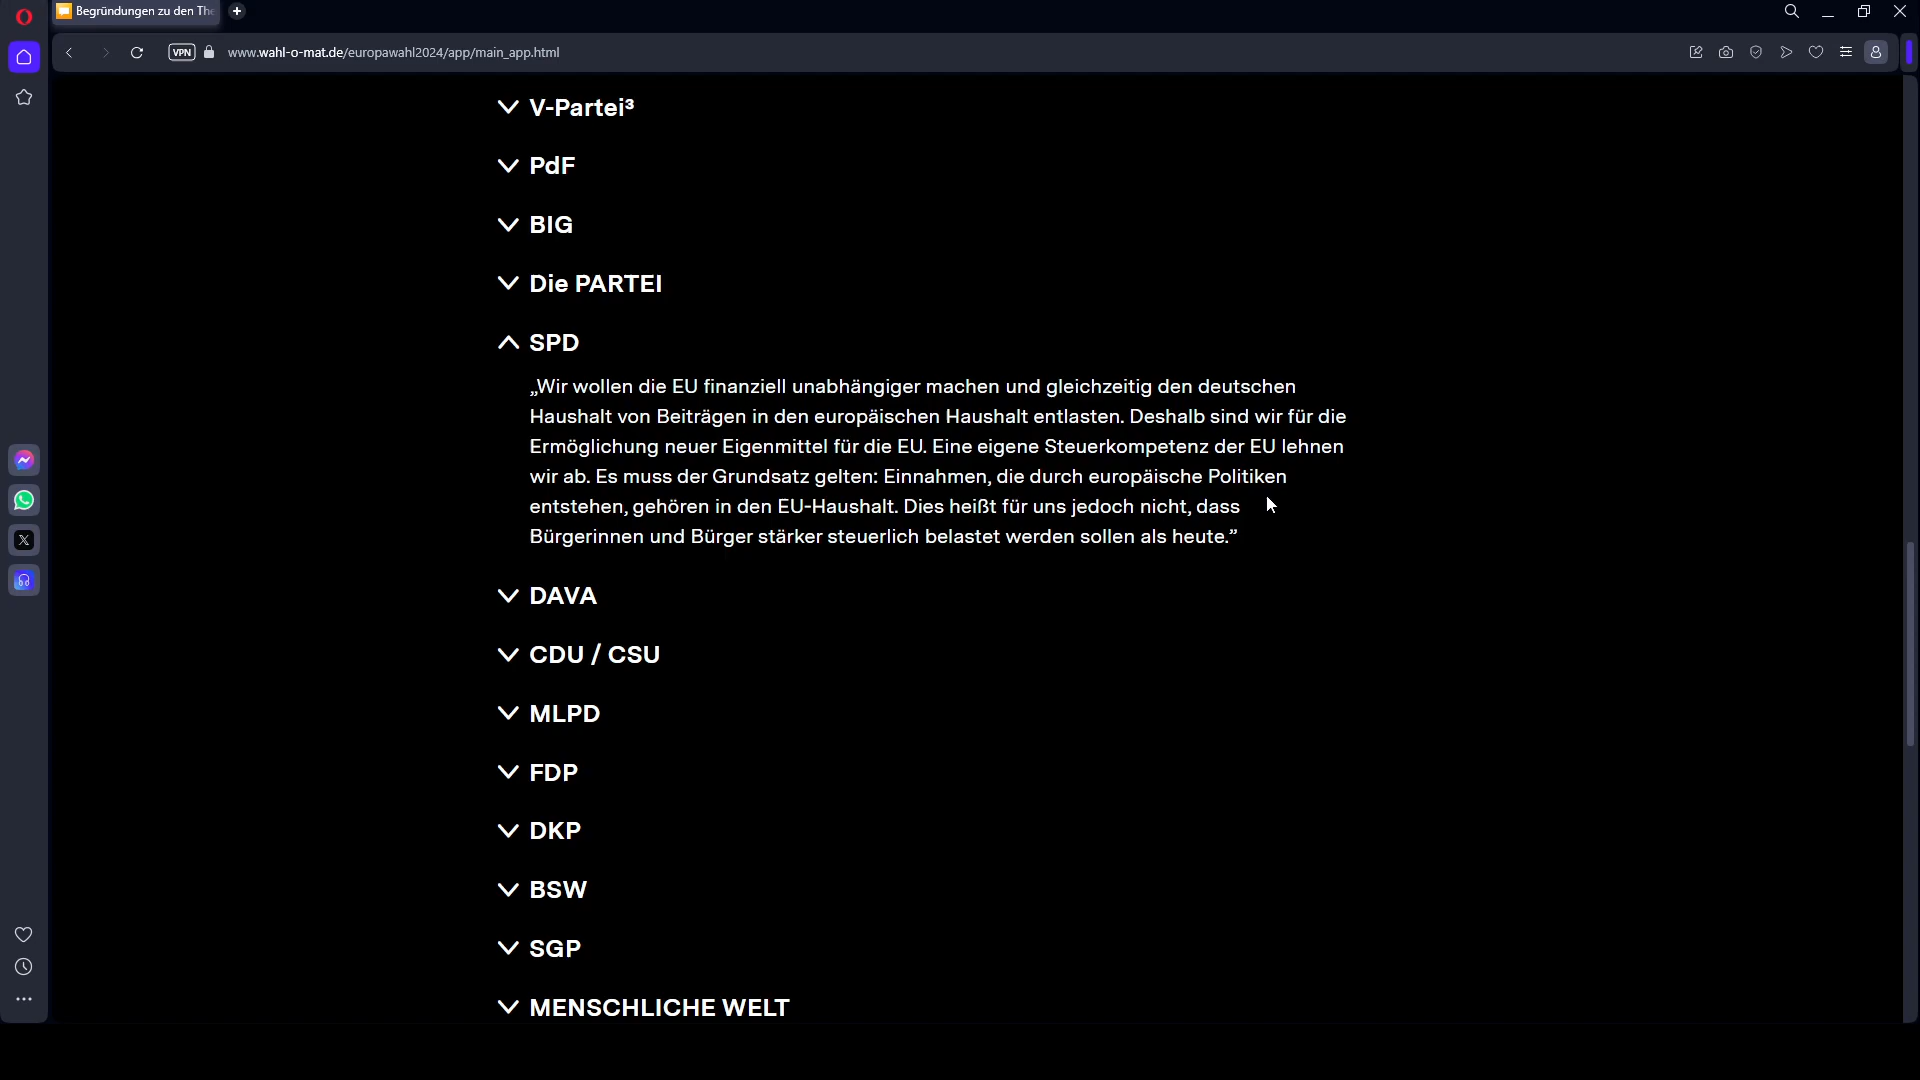 Begründungen zu den The
VPN
www.wahl-o-mat.de/europawahl2024/app/main_app.html
V-Partei³
PdF
BIG
Die PARTEI
SPD
„Wir wollen die EU finanziell unabhängiger machen und gleichzeitig den deutschen
Haushalt von Beiträgen in den europäischen Haushalt entlasten. Deshalb sind wir für die
Ermöglichung neuer Eigenmittel für die EU. Eine eigene Steuerkompetenz der EU lehnen
wir ab. Es muss der Grundsatz gelten: Einnahmen, die durch europäische Politiken
entstehen, gehören in den EU-Haushalt. Dies heißt für uns jedoch nicht, dass
Bürgerinnen und Bürger stärker steuerlich belastet werden sollen als heute.”
DAVA
CDU / CSU
MLPD
FDP
DKP
BSW
SGP
MENSCHLICHE WELT